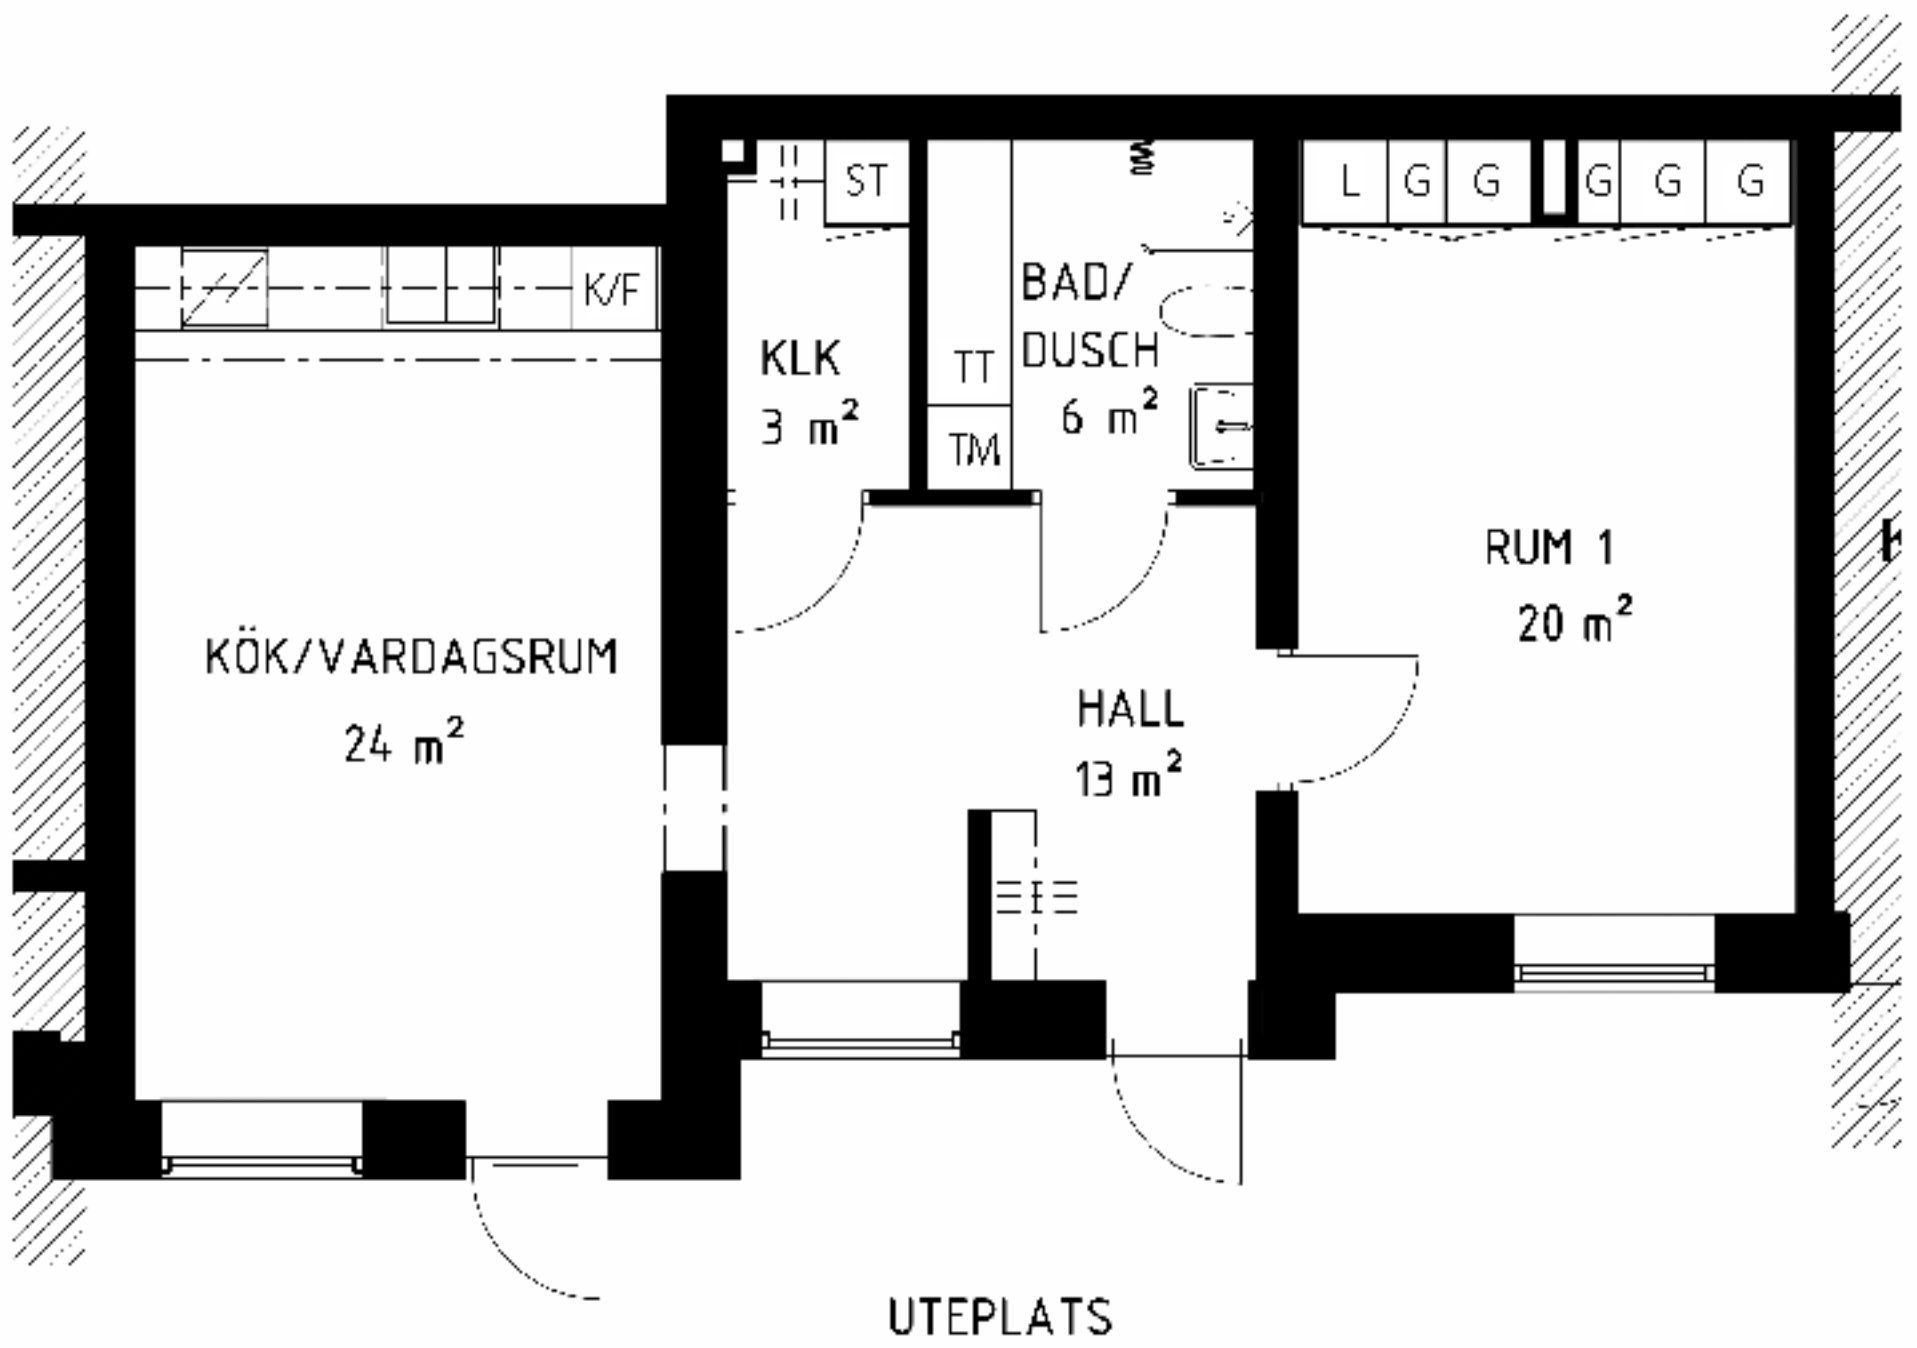 ST
L G G G G G
K/F
BAD/
DUSCH
6 m²
KLK
3 m²
TT
TM
RUM 1
20 m²
KÖK/VARDAGSRUM
24 m²
HALL
13 m²
UTEPLATS